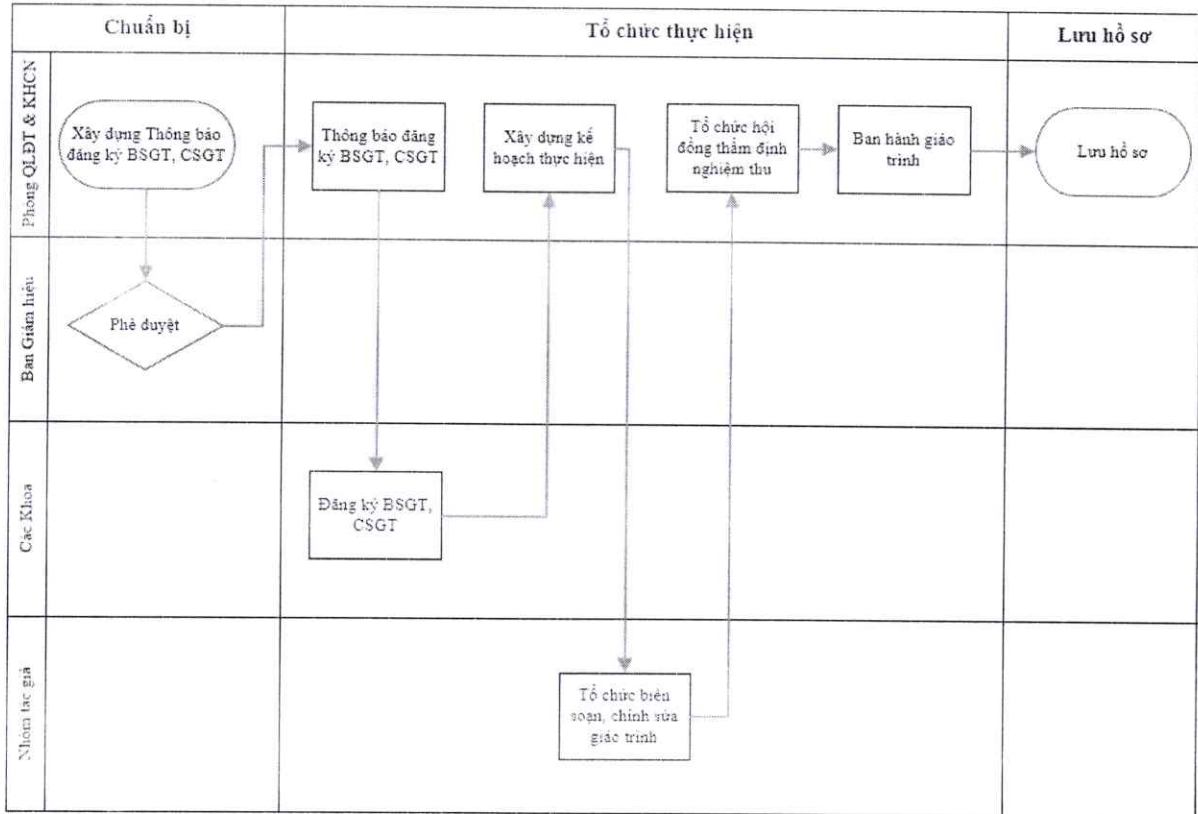 Chuẩn bị
Tổ chức thực hiện
Lưu hồ sơ
Phòng QLĐT & KHCN
Xây dựng Thông báo
đăng ký BSGT, CSGT
Thông báo đăng
ký BSGT, CSGT
Xây dựng kế
hoạch thực hiện
Tổ chức hội
đồng thẩm định
nghiệm thu
Ban hành giáo
trình
Lưu hồ sơ
Ban Giám hiệu
Phê duyệt
Các Khoa
Đăng ký BSGT,
CSGT
Nhóm tác giả
Tổ chức biên
soạn, chỉnh sửa
giáo trình